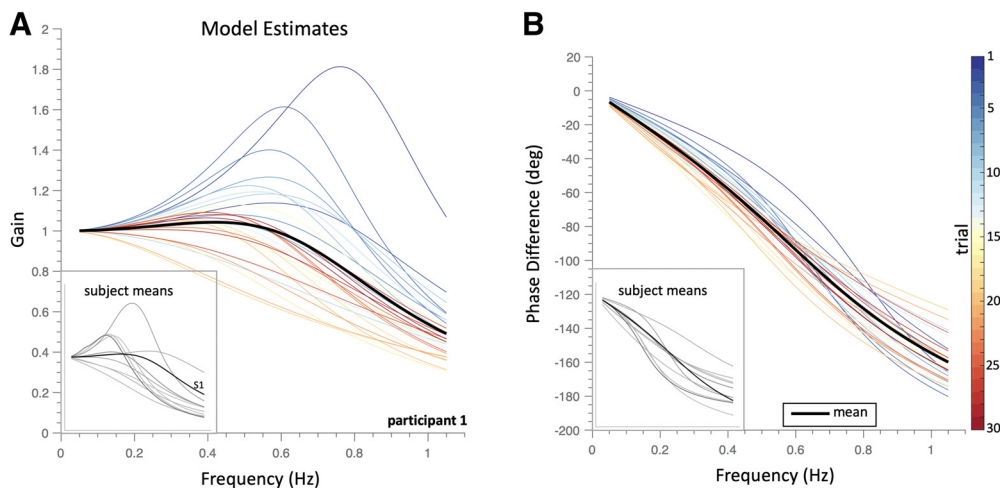 A
Model Estimates
2
1.8
1.6
1.4
1.2
1
0.8
0.6
0.4
0.2
0
Gain
subject means
S1
participant 1
0 0.2 0.4 0.6 0.8 1
Frequency (Hz)
B
20
0
-20
-40
-60
-80
-100
-120
-140
-160
-180
-200
Phase Difference (deg)
subject means
mean
0 0.2 0.4 0.6 0.8 1
Frequency (Hz)
1
5
10
15
20
25
30
trial